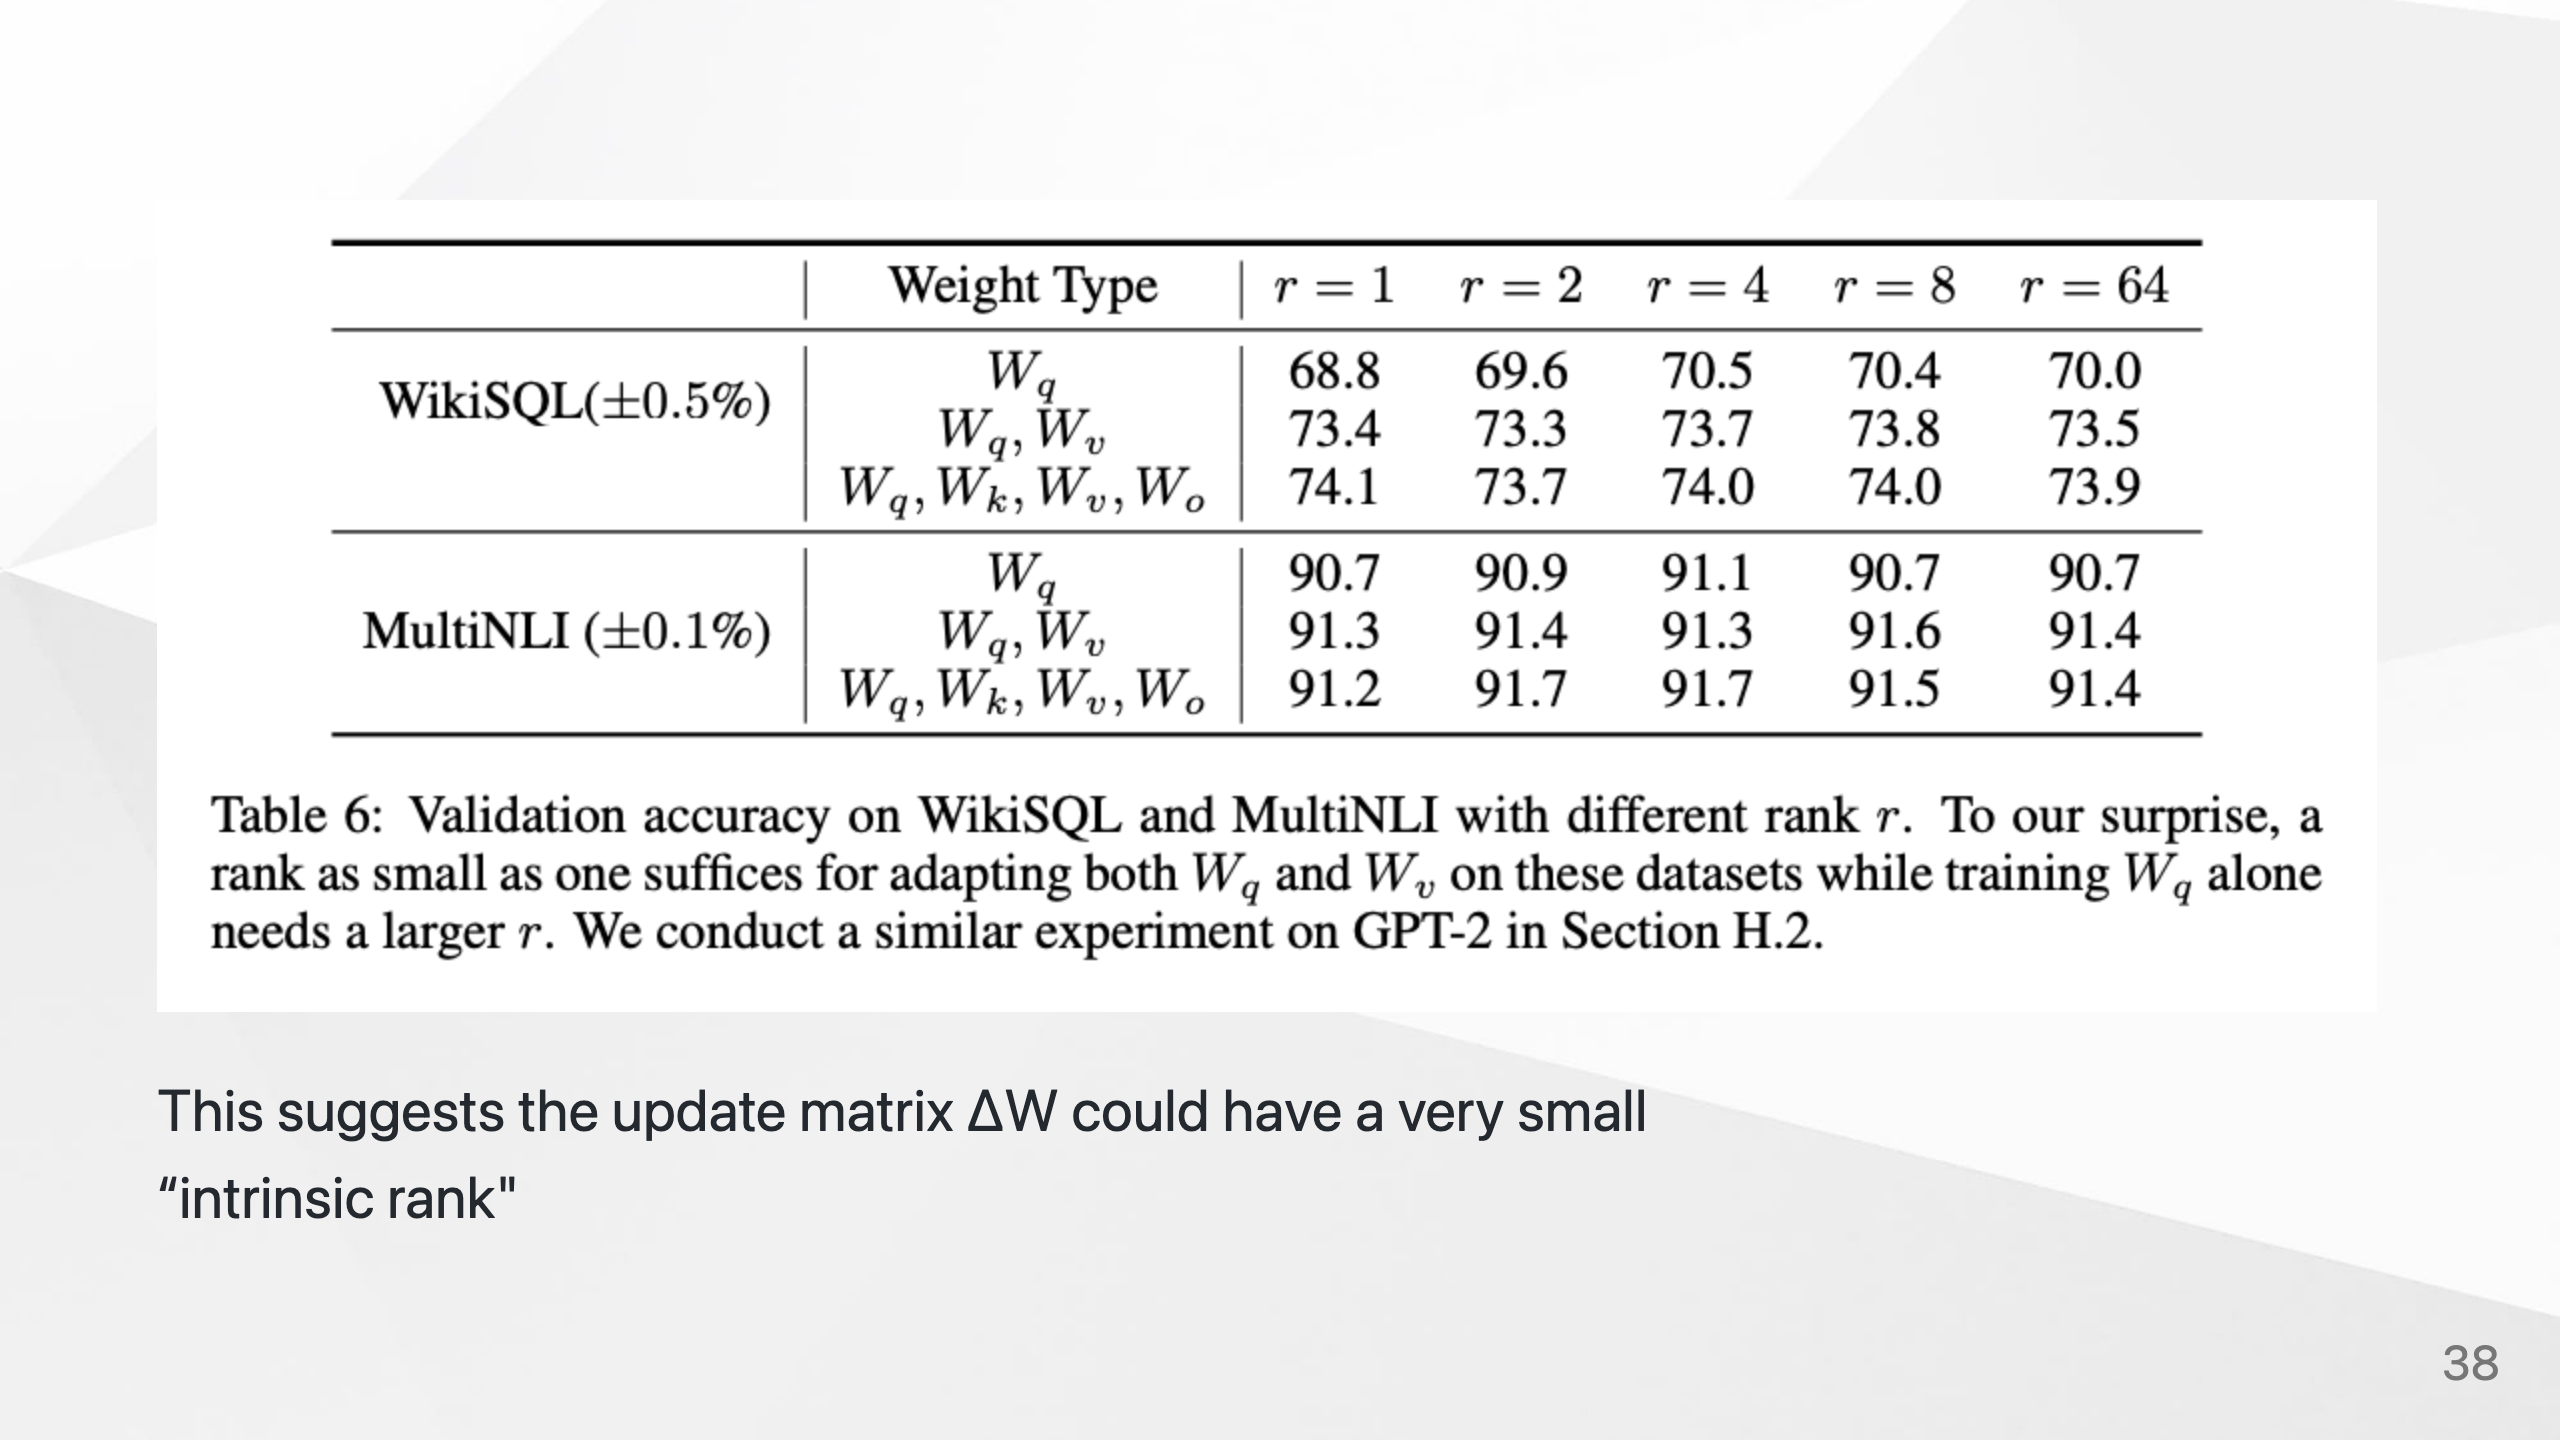 Weight Type r = 1 r = 2 r = 4 r = 8 r = 64
WikiSQL(±0.5%)
W_q 68.8 69.6 70.5 70.4 70.0
W_q, W_v 73.4 73.3 73.7 73.8 73.5
W_q, W_k, W_v, W_o 74.1 73.7 74.0 74.0 73.9
MultiNLI (±0.1%)
W_q 90.7 90.9 91.1 90.7 90.7
W_q, W_v 91.3 91.4 91.3 91.6 91.4
W_q, W_k, W_v, W_o 91.2 91.7 91.7 91.5 91.4
Table 6: Validation accuracy on WikiSQL and MultiNLI with different rank r. To our surprise, a
rank as small as one suffices for adapting both W_q and W_v on these datasets while training W_q alone
needs a larger r. We conduct a similar experiment on GPT-2 in Section H.2.
This suggests the update matrix ΔW could have a very small
“intrinsic rank"
38